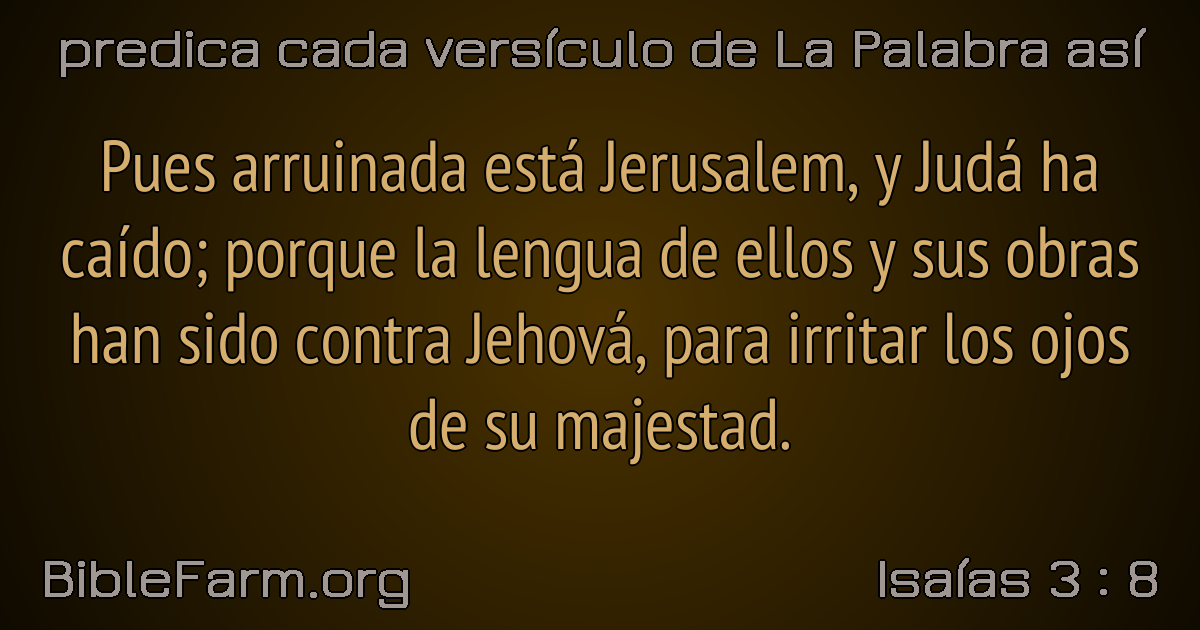 predica cada versículo de La Palabra así
Pues arruinada está Jerusalem, y Judá ha
caído; porque la lengua de ellos y sus obras
han sido contra Jehová, para irritar los ojos
de su majestad.
BibleFarm.org
Isaías 3 : 8